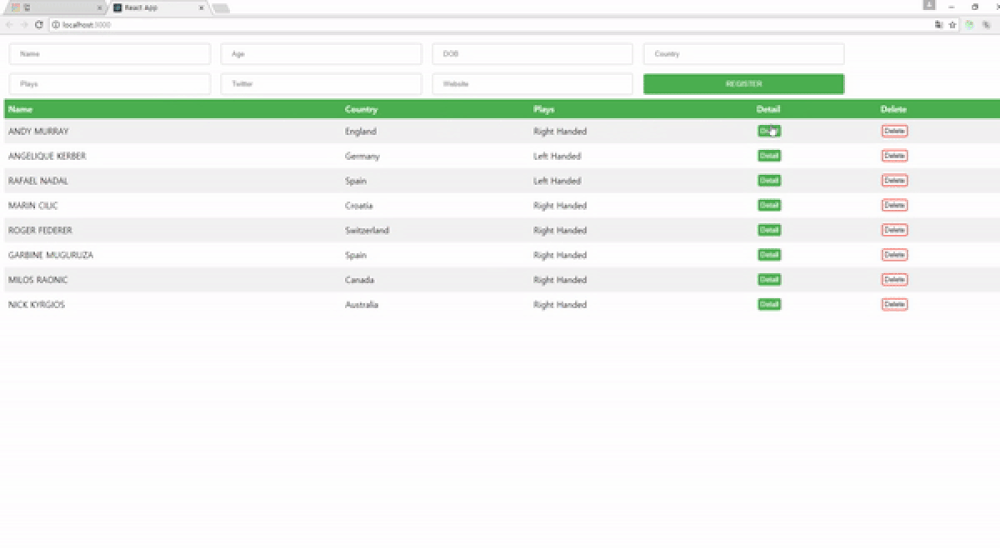 React App
localhost:3000
Name Age DOB Country
Plays Twitter Website REGISTER
Name Country Plays Detail Delete
ANDY MURRAY England Right Handed Delete
ANGELIQUE KERBER Germany Left Handed Detail Delete
RAFAEL NADAL Spain Left Handed Detail Delete
MARIN CILIC Croatia Right Handed Detail Delete
ROGER FEDERER Switzerland Right Handed Detail Delete
GARBINE MUGURUZA Spain Right Handed Detail Delete
MILOS RAONIC Canada Right Handed Detail Delete
NICK KYRGIOS Australia Right Handed Detail Delete